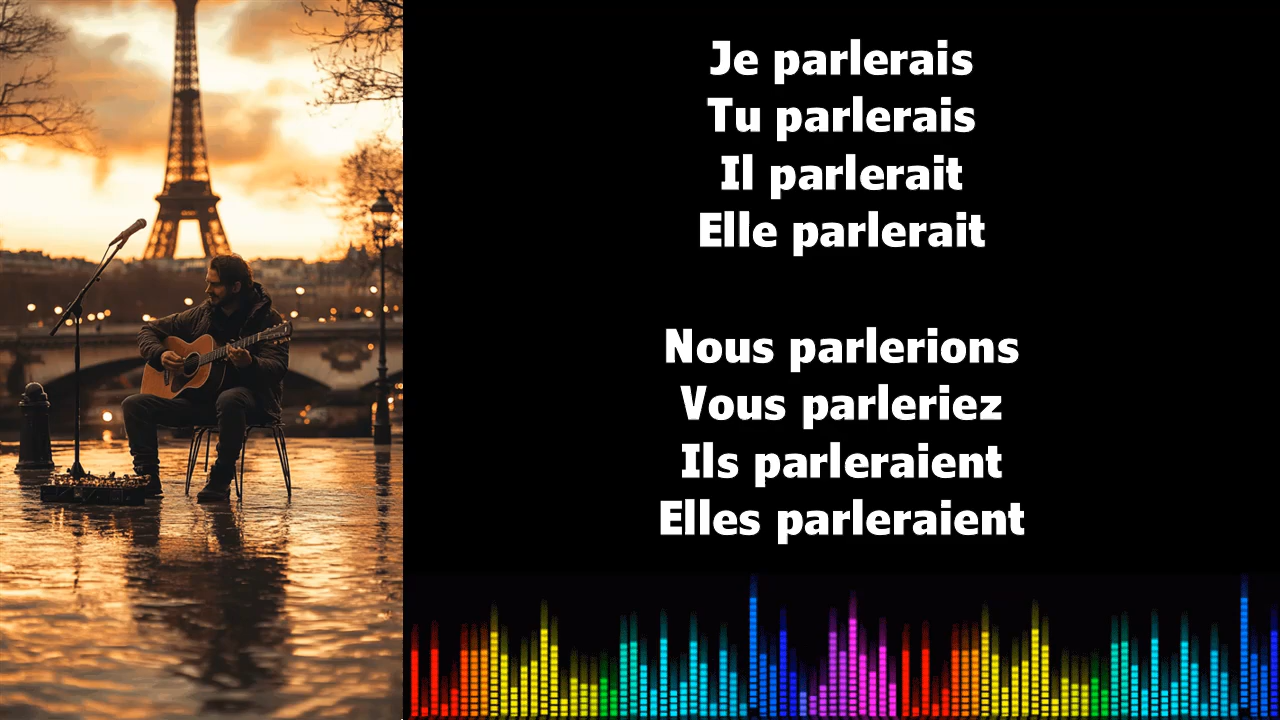 Je parlerais
Tu parlerais
Il parlerait
Elle parlerait
Nous parlerions
Vous parleriez
Ils parleraient
Elles parleraient